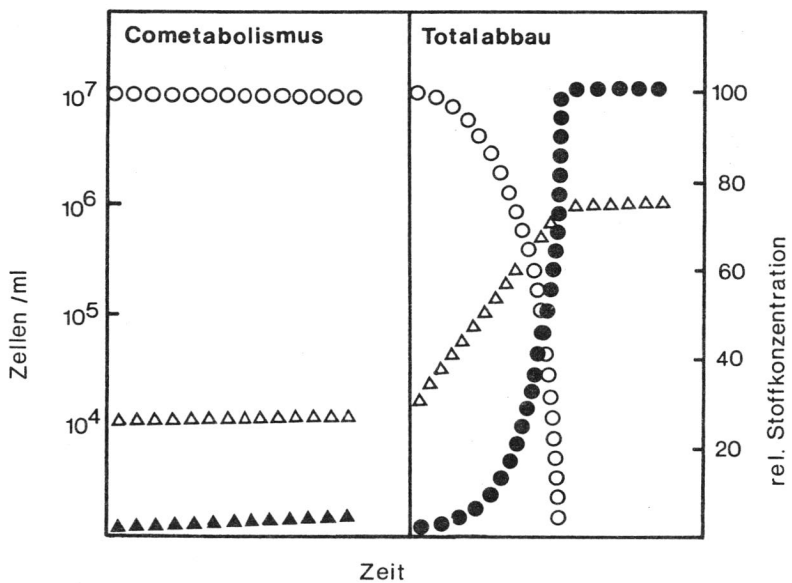 Cometabolismus
Totalabbau
10⁷
10⁶
10⁵
10⁴
Zellen /ml
100
80
60
40
20
rel. Stoffkonzentration
Zeit